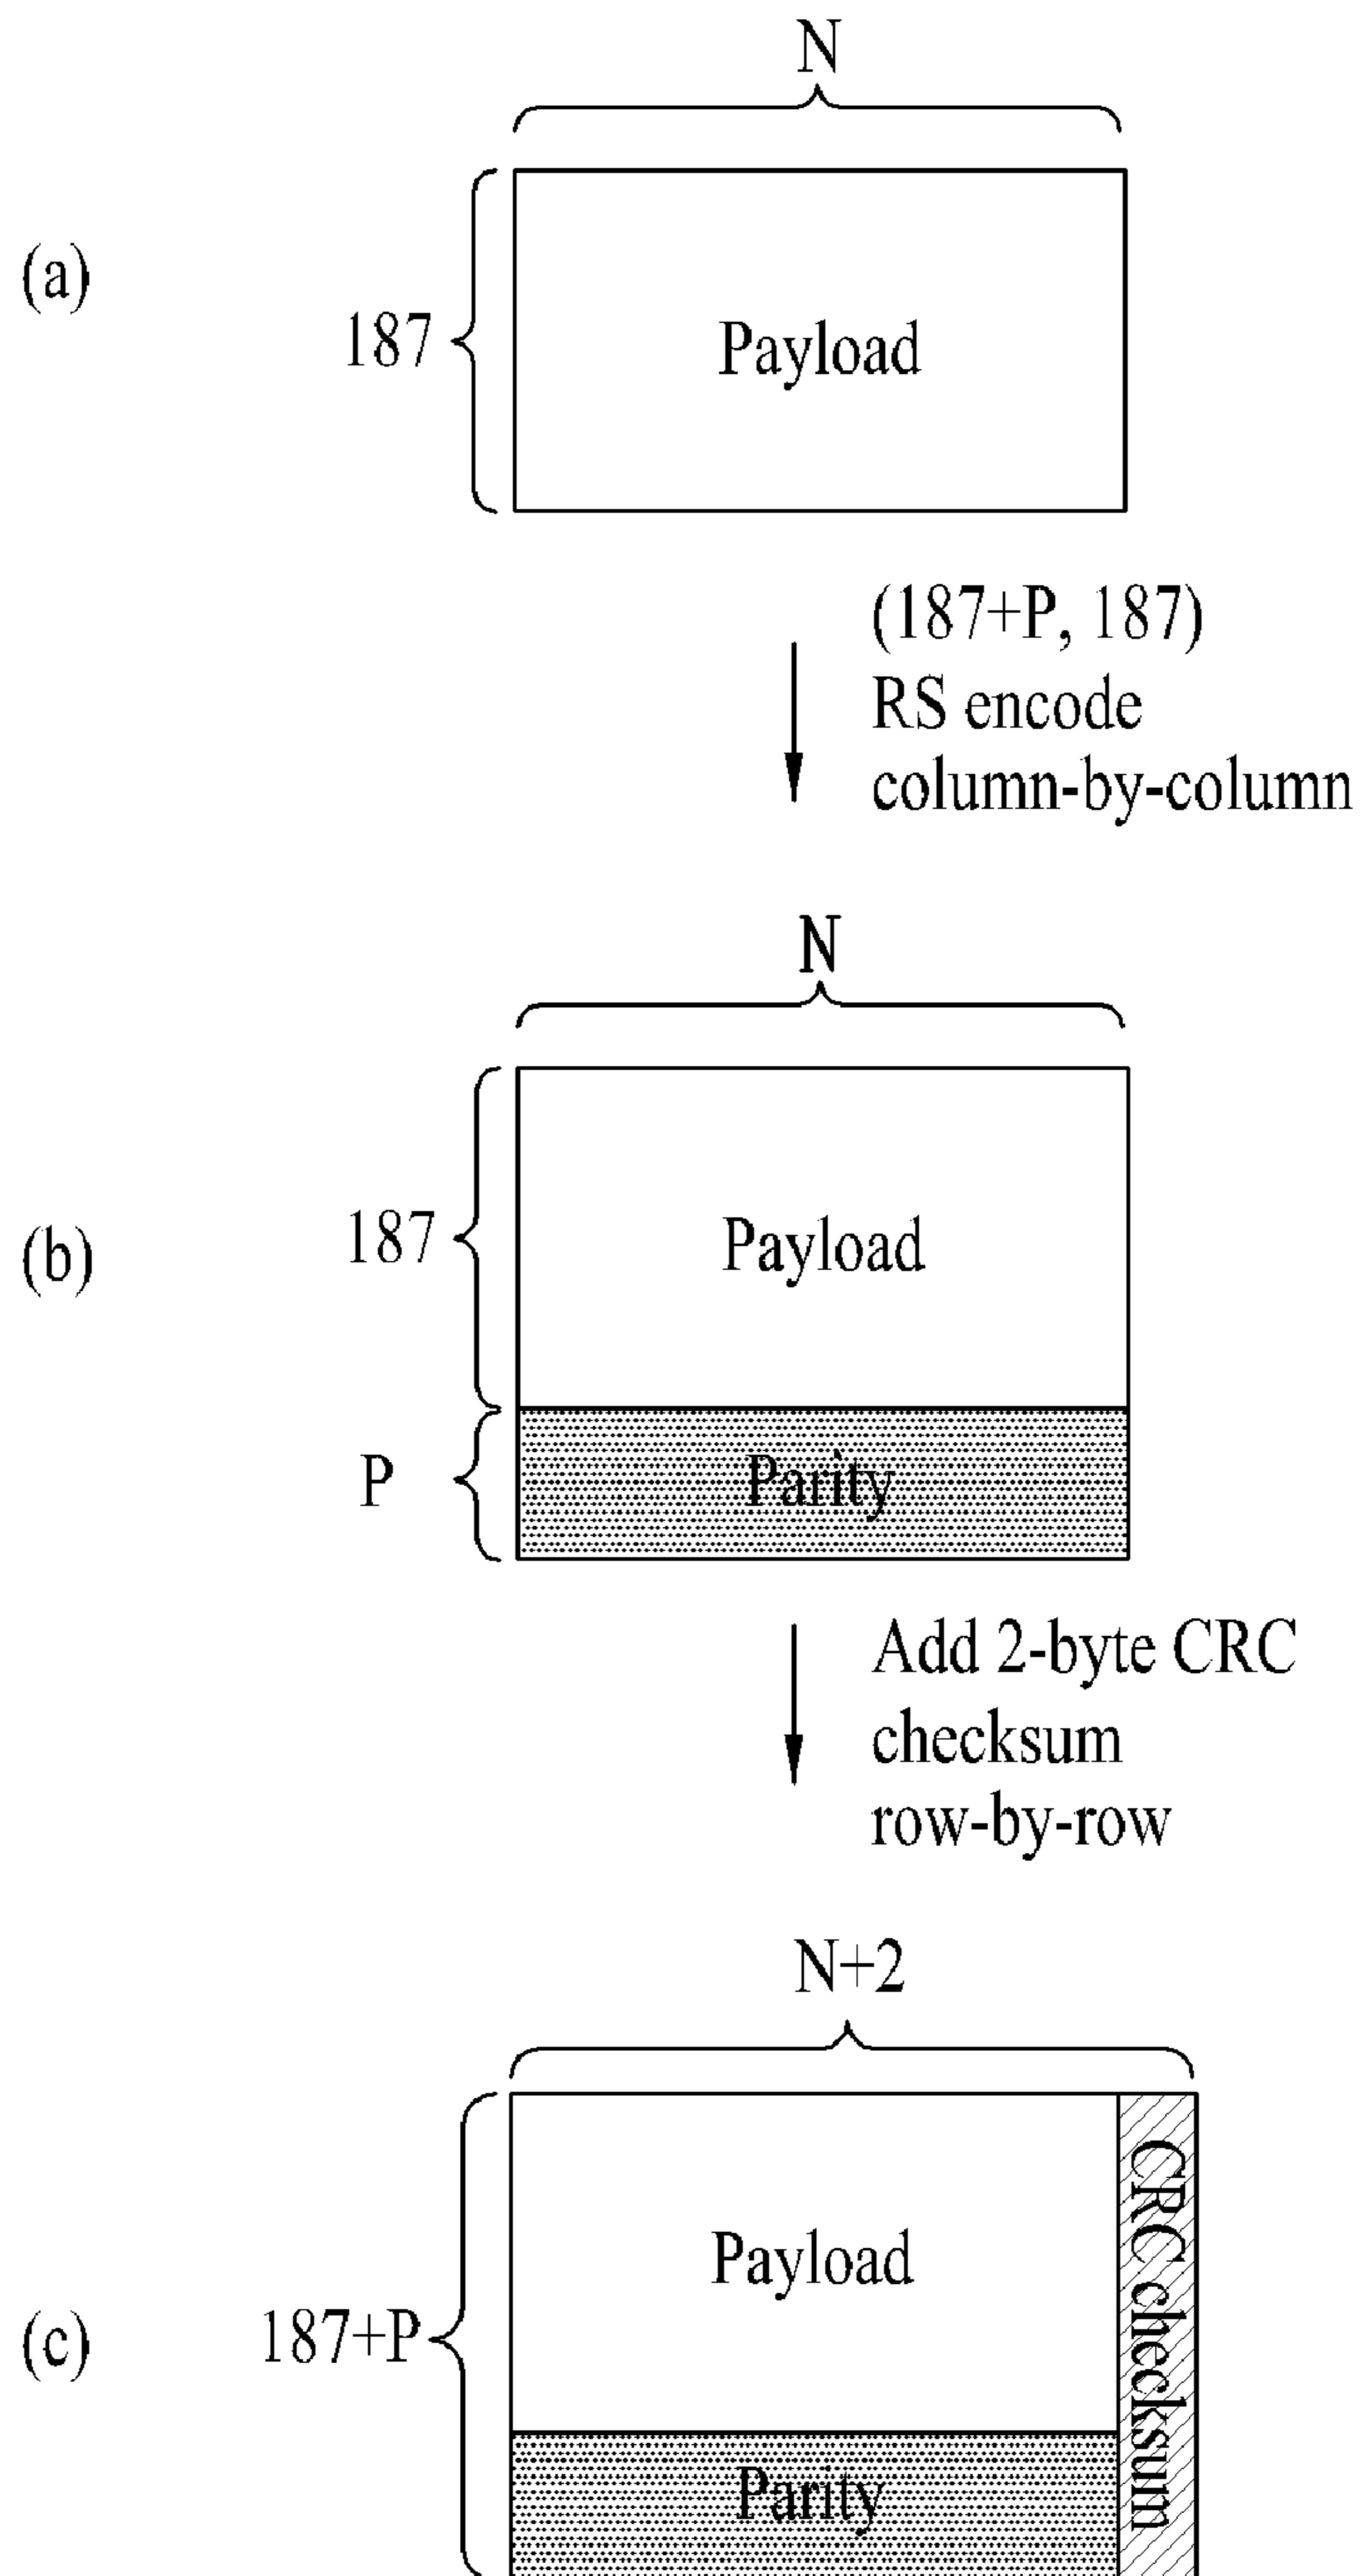 N
(a)
187
Payload
(187+P, 187)
RS encode
column-by-column
N
(b)
187
Payload
P
Parity
Add 2-byte CRC
checksum
row-by-row
N+2
(c)
187+P
Payload
CRC checksum
Parity